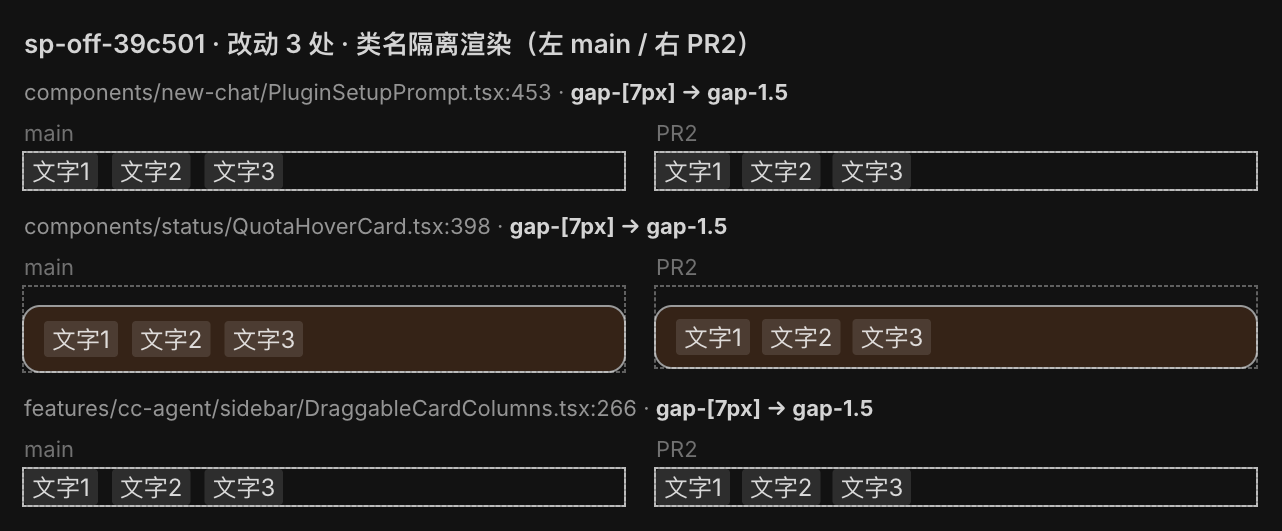 sp-off-39c501 · 改动 3 处 · 类名隔离渲染（左 main / 右 PR2）
components/new-chat/PluginSetupPrompt.tsx:453 · gap-[7px] → gap-1.5
main PR2
文字1 文字2 文字3 文字1 文字2 文字3
components/status/QuotaHoverCard.tsx:398 · gap-[7px] → gap-1.5
main PR2
文字1 文字2 文字3 文字1 文字2 文字3
features/cc-agent/sidebar/DraggableCardColumns.tsx:266 · gap-[7px] → gap-1.5
main PR2
文字1 文字2 文字3 文字1 文字2 文字3